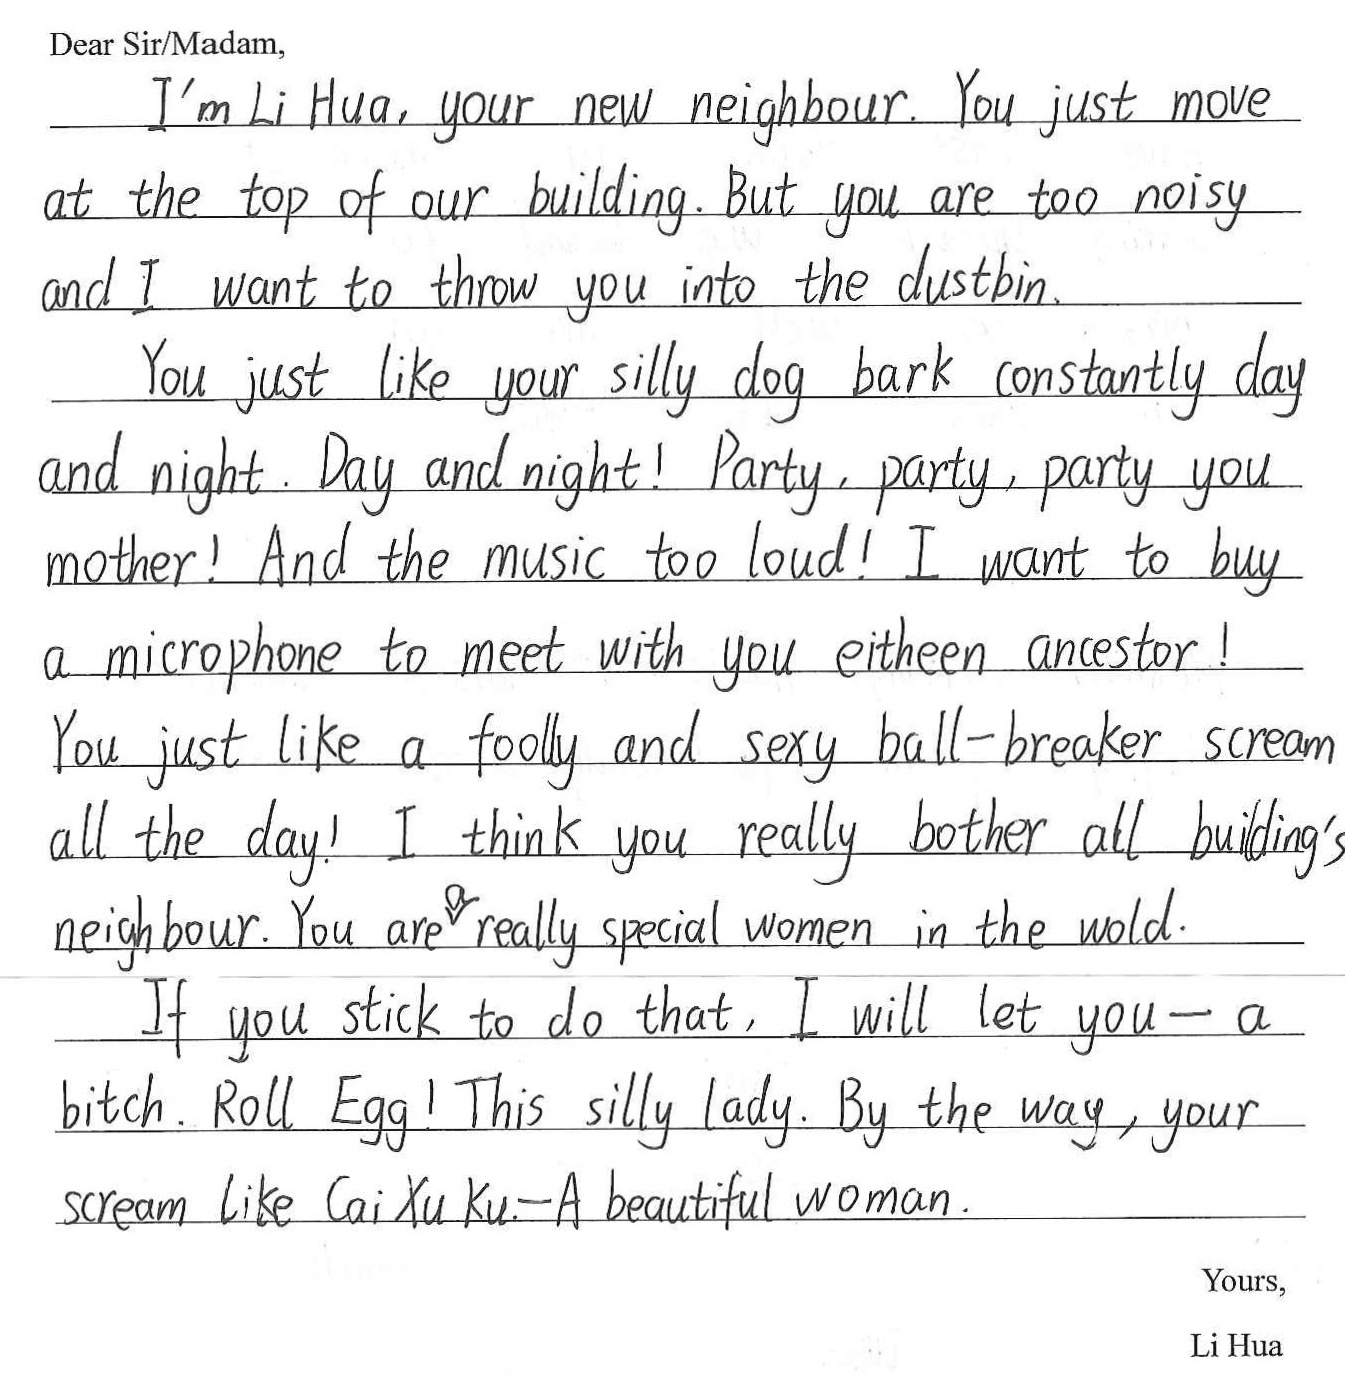 Dear Sir/Madam,
I'm Li Hua, your new neighbour. You just move
at the top of our building. But you are too noisy
and I want to throw you into the dustbin.
You just like your silly dog bark constantly day
and night. Day and night! Party, party, party you
mother! And the music too loud! I want to buy
a microphone to meet with you eitheen ancestor!
You just like a foolly and sexy ball-breaker scream
all the day! I think you really bother all building's
neighbour. You are a really special women in the wold.
If you stick to do that, I will let you— a
bitch. Roll Egg! This silly lady. By the way, your
scream like Cai Xu Ku.—A beautiful woman.
Yours,
Li Hua